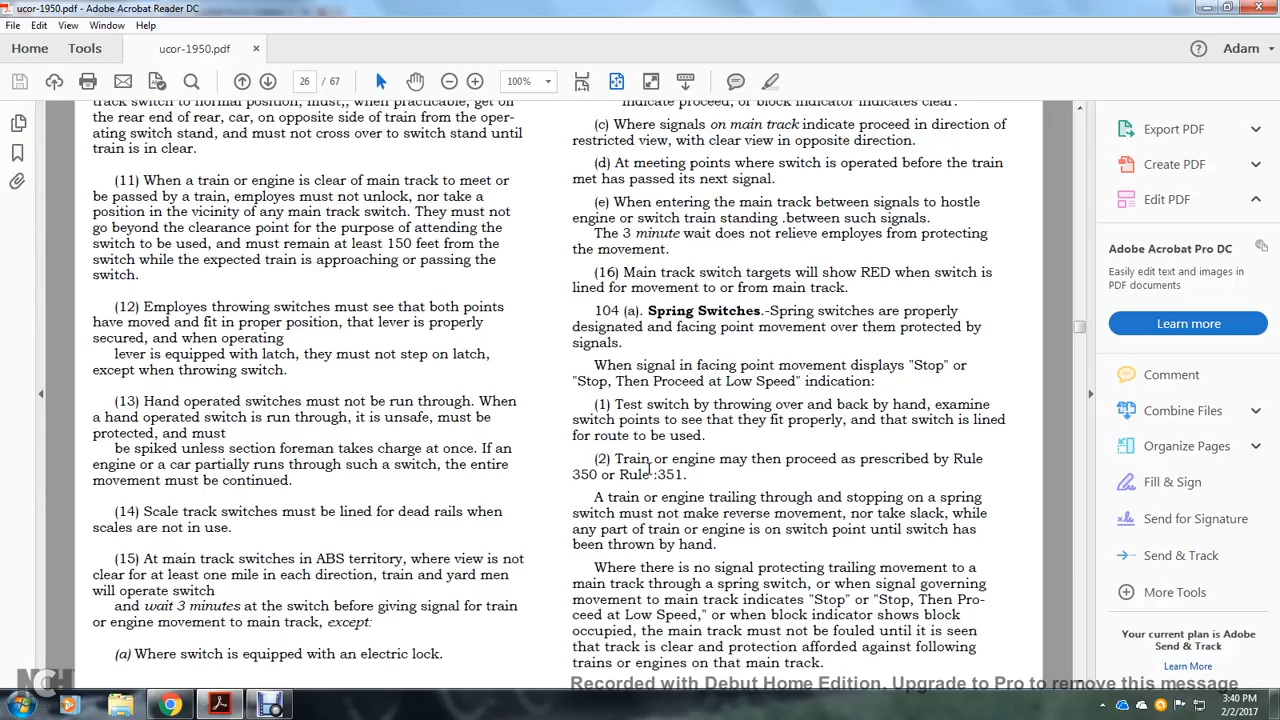 ucor-1950.pdf - Adobe Acrobat Reader DC
File Edit View Window Help
Home Tools ucor-1950.pdf × Adam
26 / 67 100%
track switch to normal position, must,, when practicable, get on
the rear end of rear, car, on opposite side of train from the oper-
ating switch stand, and must not cross over to switch stand until
train is in clear.
(11) When a train or engine is clear of main track to meet or
be passed by a train, employes must not unlock, nor take a
position in the vicinity of any main track switch. They must not
go beyond the clearance point for the purpose of attending the
switch to be used, and must remain at least 150 feet from the
switch while the expected train is approaching or passing the
switch.
(12) Employes throwing switches must see that both points
have moved and fit in proper position, that lever is properly
secured, and when operating
lever is equipped with latch, they must not step on latch,
except when throwing switch.
(13) Hand operated switches must not be run through. When
a hand operated switch is run through, it is unsafe, must be
protected, and must
be spiked unless section foreman takes charge at once. If an
engine or a car partially runs through such a switch, the entire
movement must be continued.
(14) Scale track switches must be lined for dead rails when
scales are not in use.
(15) At main track switches in ABS territory, where view is not
clear for at least one mile in each direction, train and yard men
will operate switch
and wait 3 minutes at the switch before giving signal for train
or engine movement to main track, except:
(a) Where switch is equipped with an electric lock.
indicate proceed, or block indicator indicates clear.
(c) Where signals on main track indicate proceed in direction of
restricted view, with clear view in opposite direction.
(d) At meeting points where switch is operated before the train
met has passed its next signal.
(e) When entering the main track between signals to hostle
engine or switch train standing .between such signals.
The 3 minute wait does not relieve employes from protecting
the movement.
(16) Main track switch targets will show RED when switch is
lined for movement to or from main track.
104 (a). Spring Switches.-Spring switches are properly
designated and facing point movement over them protected by
signals.
When signal in facing point movement displays "Stop" or
"Stop, Then Proceed at Low Speed" indication:
(1) Test switch by throwing over and back by hand, examine
switch points to see that they fit properly, and that switch is lined
for route to be used.
(2) Train or engine may then proceed as prescribed by Rule
350 or Rule :351.
A train or engine trailing through and stopping on a spring
switch must not make reverse movement, nor take slack, while
any part of train or engine is on switch point until switch has
been thrown by hand.
Where there is no signal protecting trailing movement to a
main track through a spring switch, or when signal governing
movement to main track indicates "Stop" or "Stop, Then Pro-
ceed at Low Speed," or when block indicator shows block
occupied, the main track must not be fouled until it is seen
that track is clear and protection afforded against following
trains or engines on that main track.
Export PDF
Create PDF
Edit PDF
Adobe Acrobat Pro DC
Easily edit text and images in
PDF documents
Learn more
Comment
Combine Files
Organize Pages
Fill & Sign
Send for Signature
Send & Track
More Tools
Your current plan is Adobe
Send & Track
Learn More
NCH
Recorded with Debut Home Edition. Upgrade to Pro to remove this message
3:40 PM
2/2/2017